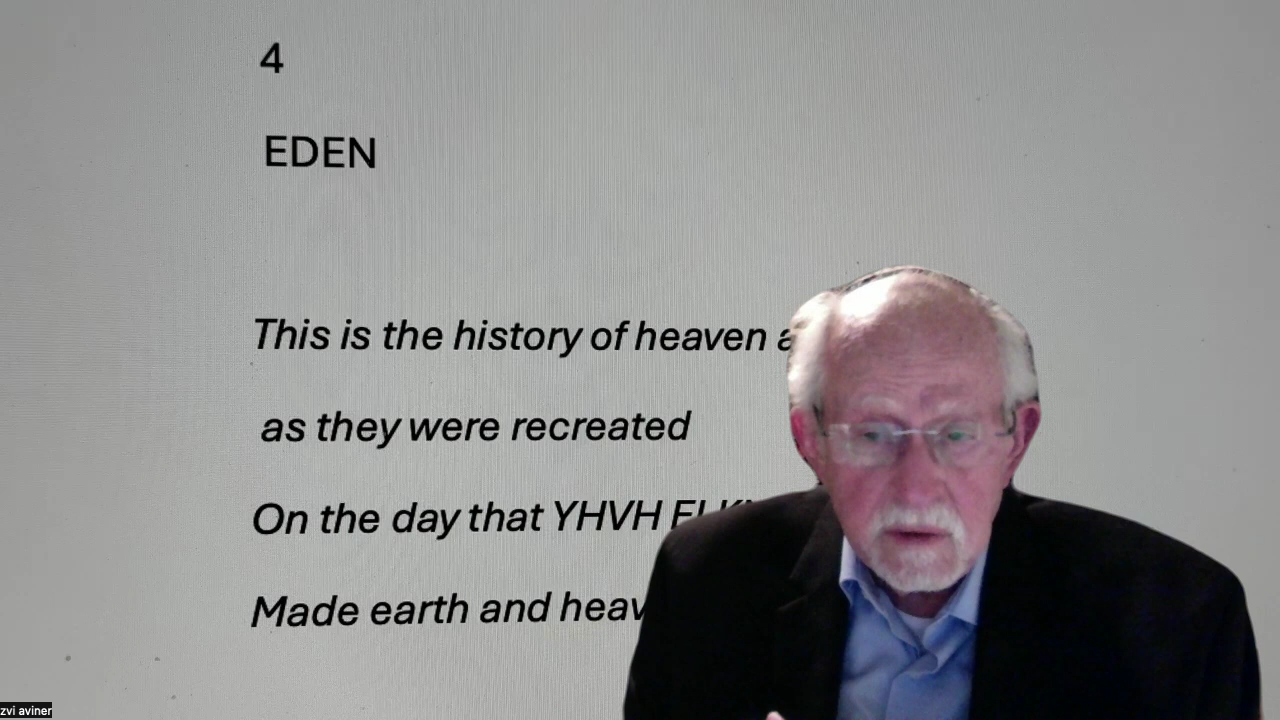 4
EDEN
This is the history of heaven
as they were recreated
On the day that YHVH
Made earth and
zvi aviner